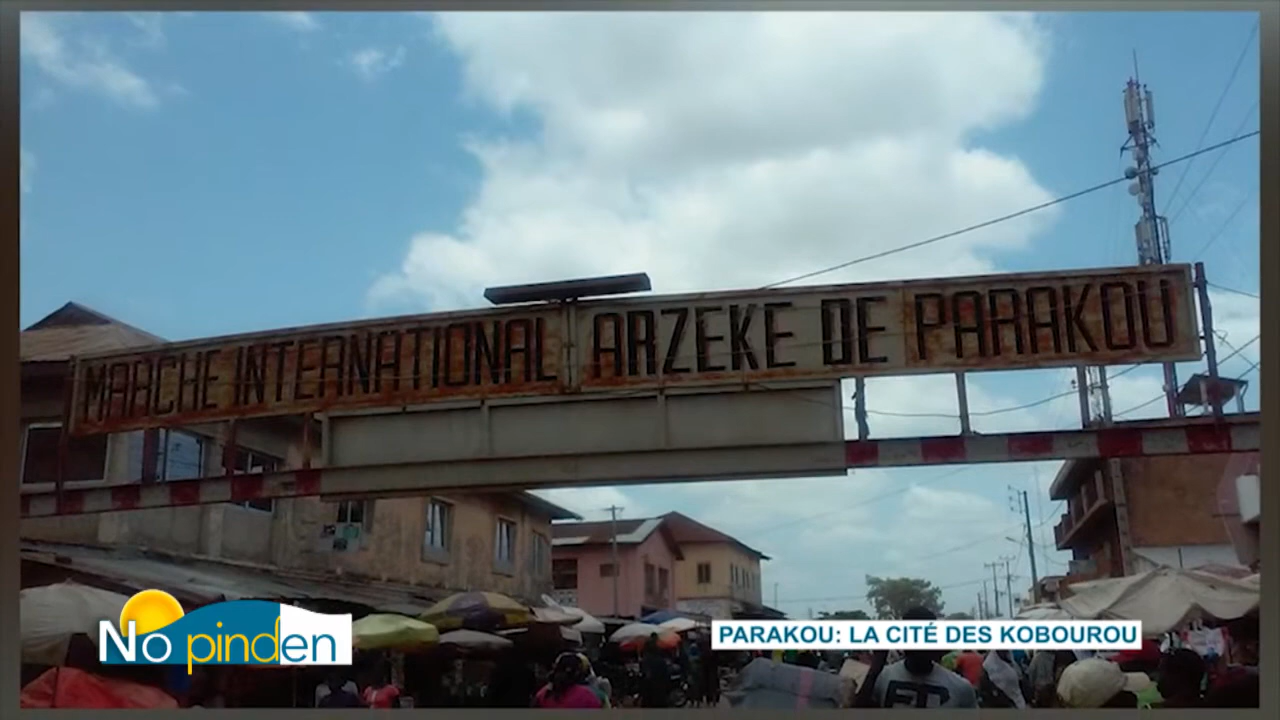 MARCHE INTERNATIONAL ARZEKE DE PARAKOU
No pinden
PARAKOU: LA CITÉ DES KOBOUROU